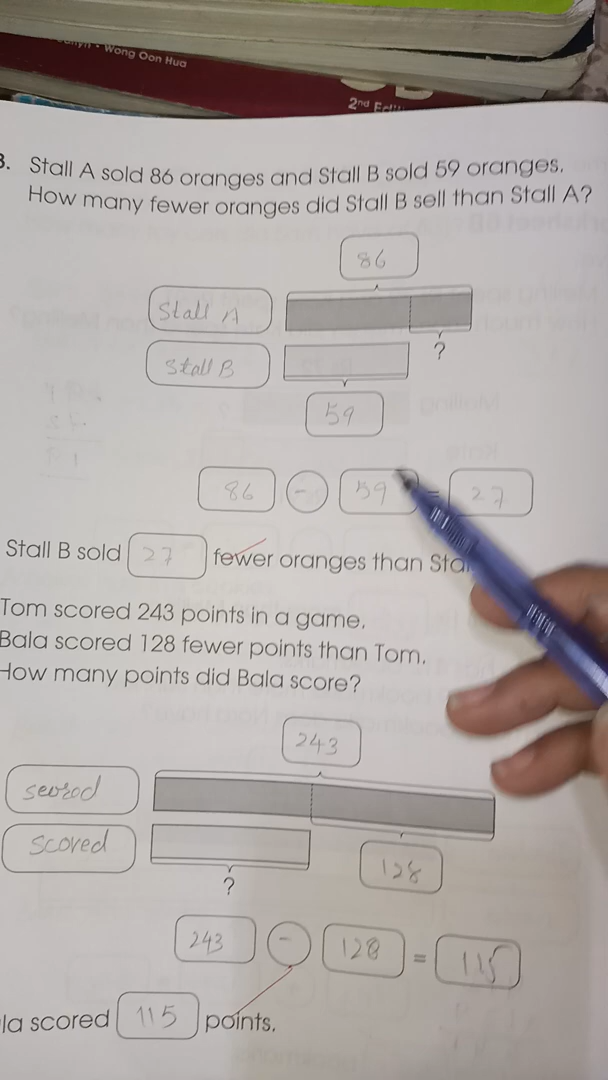 Wong Oon Hua
2nd
3. Stall A sold 86 oranges and Stall B sold 59 oranges.
How many fewer oranges did Stall B sell than Stall A?
86
Stall A
?
Stall B
59
86 - 59 = 27
Stall B sold 27 fewer oranges than
Tom scored 243 points in a game.
Bala scored 128 fewer points than Tom.
How many points did Bala score?
243
scored
128
?
243 - 128 = 115
la scored 115 points.